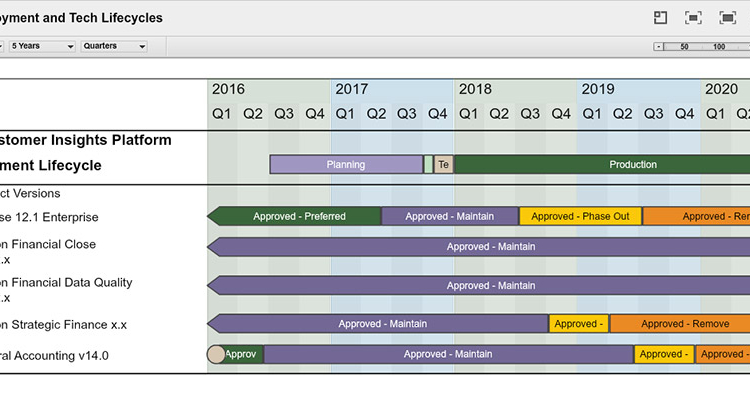 oyment and Tech Lifecycles
5 Years Quarters
- 50 100
2016 2017 2018 2019 2020
Q1 Q2 Q3 Q4 Q1 Q2 Q3 Q4 Q1 Q2 Q3 Q4 Q1 Q2 Q3 Q4 Q1 Q2
stomer Insights Platform
ment Lifecycle
Planning Te Production
ct Versions
se 12.1 Enterprise
Approved - Preferred Approved - Maintain Approved - Phase Out Approved - Rem
on Financial Close
.x
Approved - Maintain
on Financial Data Quality
.x
Approved - Maintain
on Strategic Finance x.x
Approved - Maintain Approved - Approved - Remove
ral Accounting v14.0
Approv Approved - Maintain Approved - Approved -